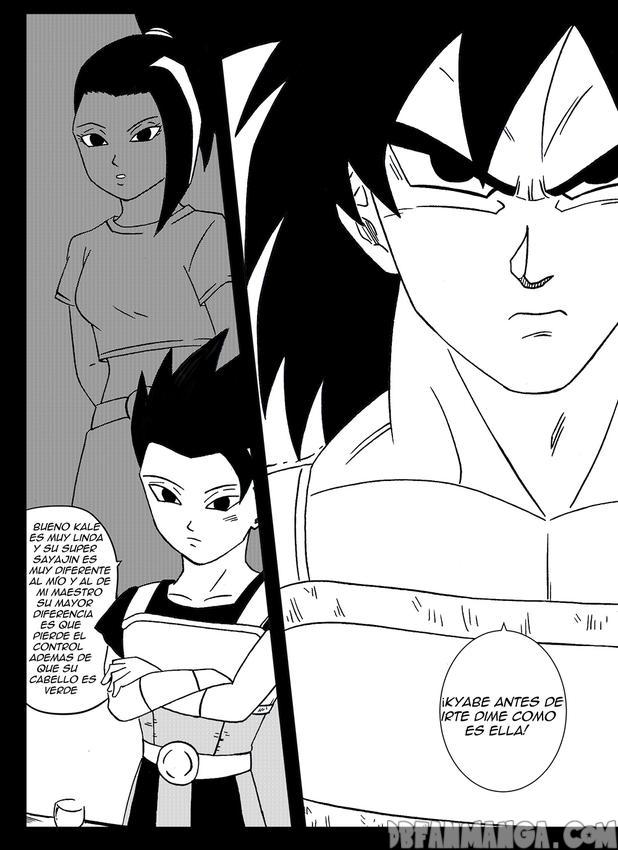 ¡KYABE ANTES DE
IRTE DIME COMO
ES ELLA!
BUENO KALE
ES MUY LINDA
Y SU SUPER
SAYAJIN ES
MUY DIFERENTE
AL MÍO Y AL DE
MI MAESTRO
SU MAYOR
DIFERENCIA
ES QUE
PIERDE EL
CONTROL
ADEMAS DE
QUE SU
CABELLO ES
VERDE
DBFANMANGA.COM